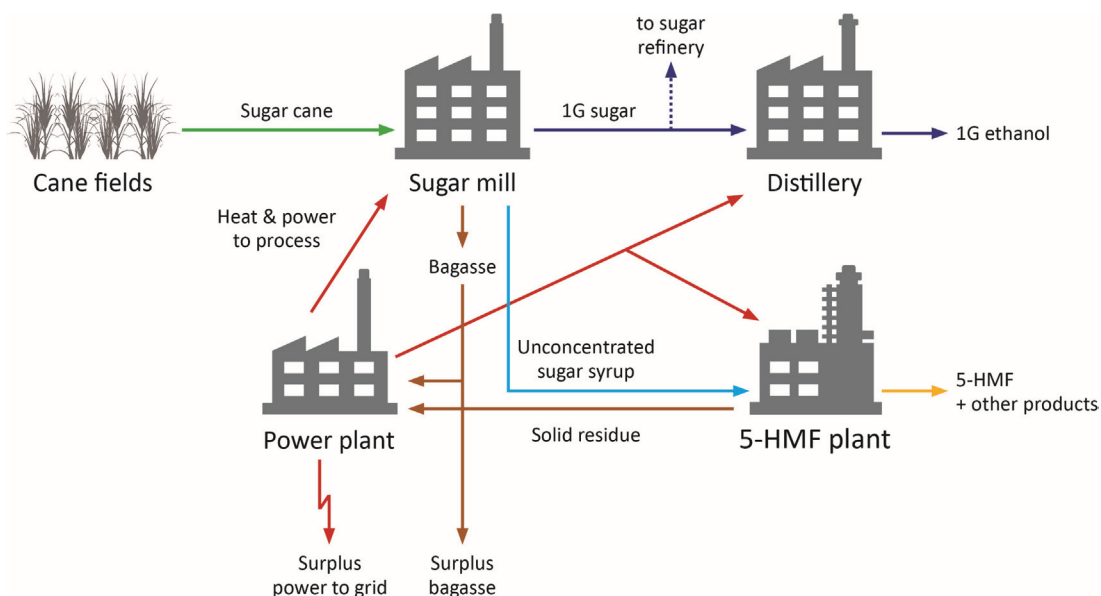 to sugar
refinery
Sugar cane
1G sugar
1G ethanol
Cane fields
Sugar mill
Distillery
Heat & power
to process
Bagasse
Unconcentrated
sugar syrup
5-HMF
+ other products
Solid residue
Power plant
5-HMF plant
Surplus
power to grid
Surplus
bagasse